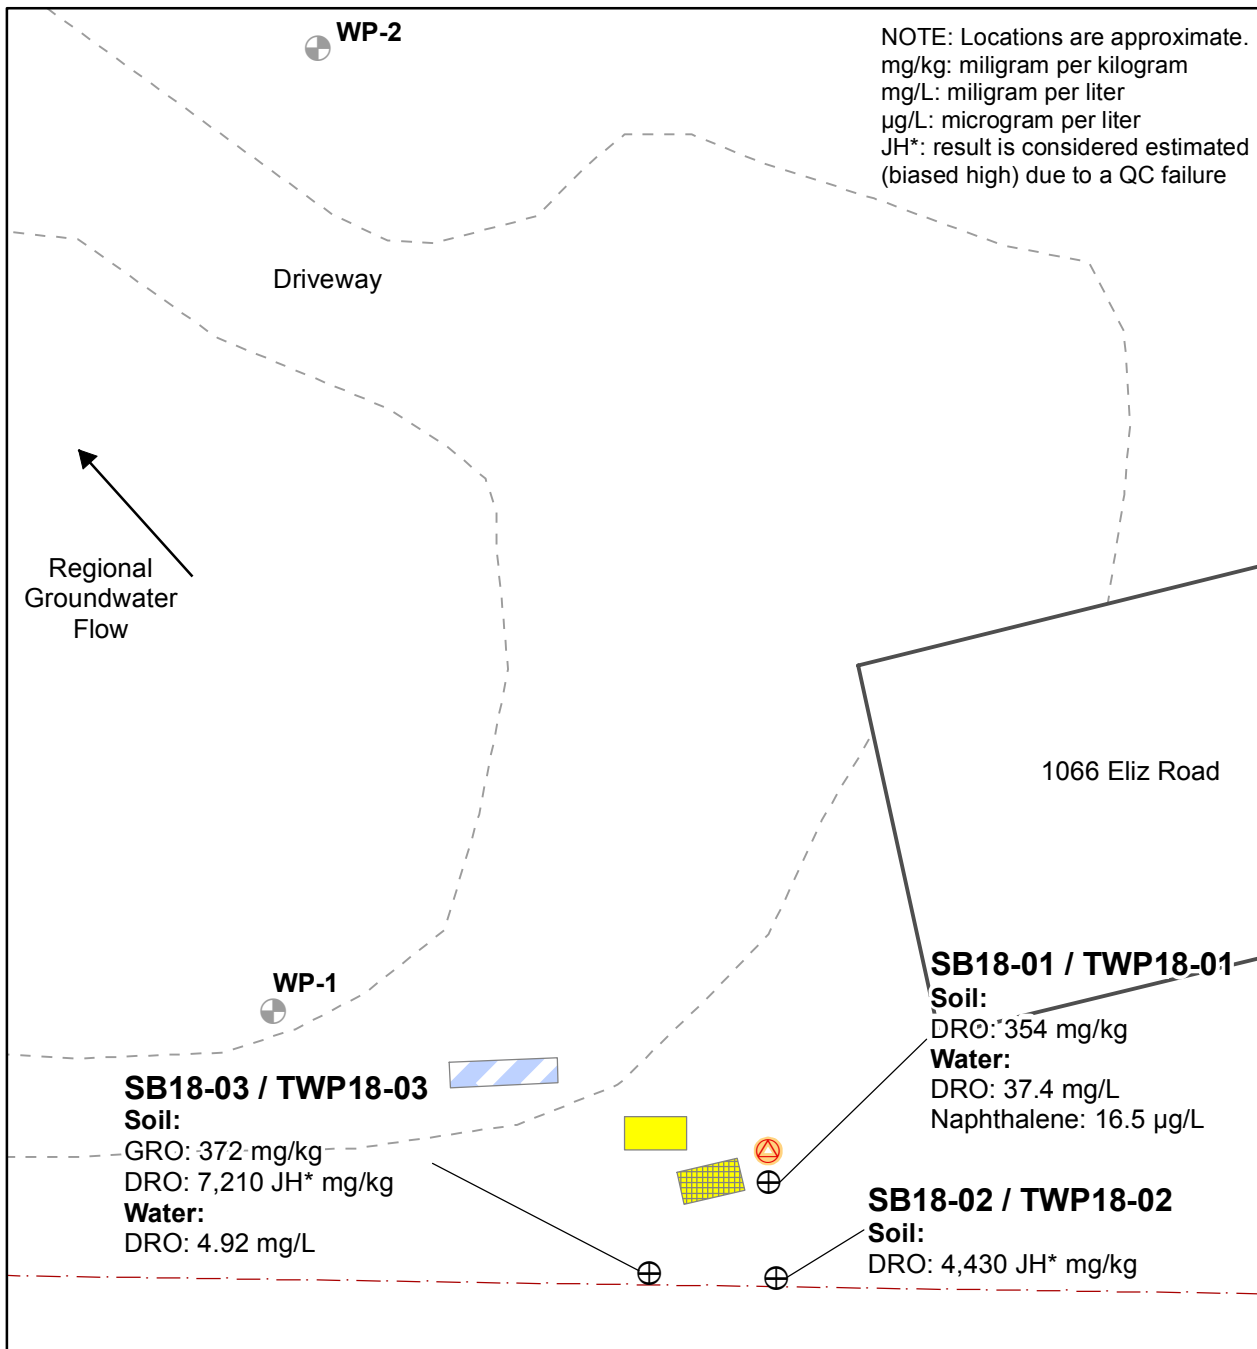 WP-2
NOTE: Locations are approximate.
mg/kg: miligram per kilogram
mg/L: miligram per liter
µg/L: microgram per liter
JH*: result is considered estimated
(biased high) due to a QC failure
Driveway
Regional
Groundwater
Flow
1066 Eliz Road
WP-1
SB18-01 / TWP18-01
Soil:
DRO: 354 mg/kg
Water:
DRO: 37.4 mg/L
Naphthalene: 16.5 µg/L
SB18-03 / TWP18-03
Soil:
GRO: 372 mg/kg
DRO: 7,210 JH* mg/kg
Water:
DRO: 4.92 mg/L
SB18-02 / TWP18-02
Soil:
DRO: 4,430 JH* mg/kg